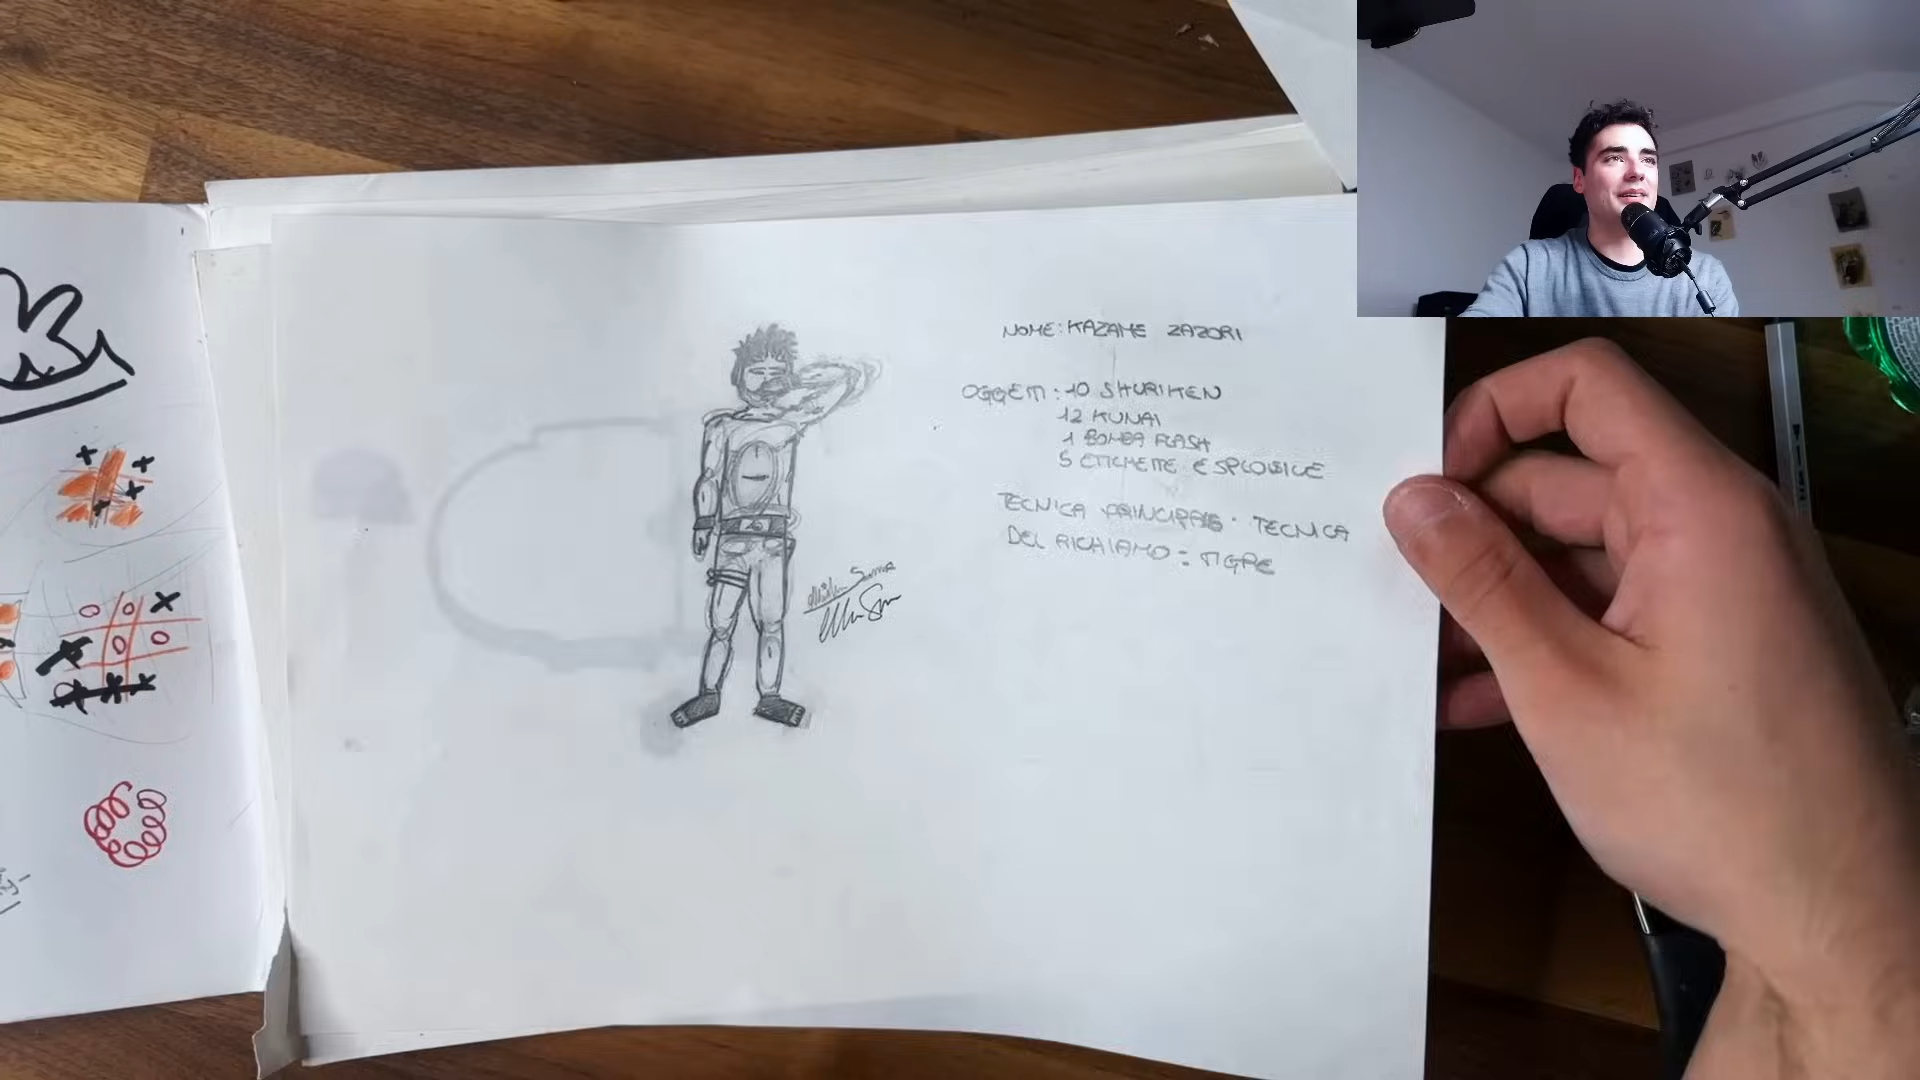 NOME: KAZAME ZAZORI
OGGETTI: 10 SHURIKEN
12 KUNAI
1 BOMBA FLASH
5 ETICHETTE ESPLOSIVE
TECNICA PRINCIPALE: TECNICA
DEL RICHIAMO: TIGRE